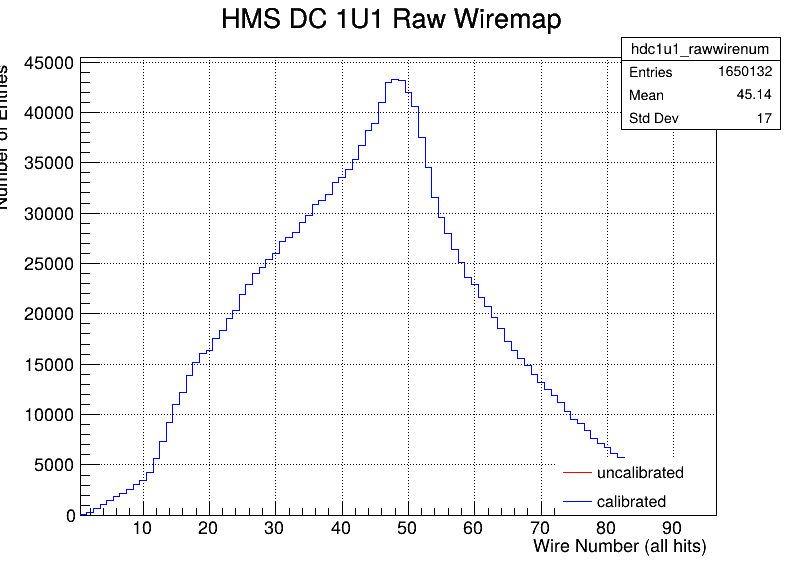 HMS DC 1U1 Raw Wiremap
hdc1u1_rawwirenum
Entries 1650132
Mean 45.14
Std Dev 17
Number of Entries
45000
40000
35000
30000
25000
20000
15000
10000
5000
0
uncalibrated
calibrated
10 20 30 40 50 60 70 80 90
Wire Number (all hits)